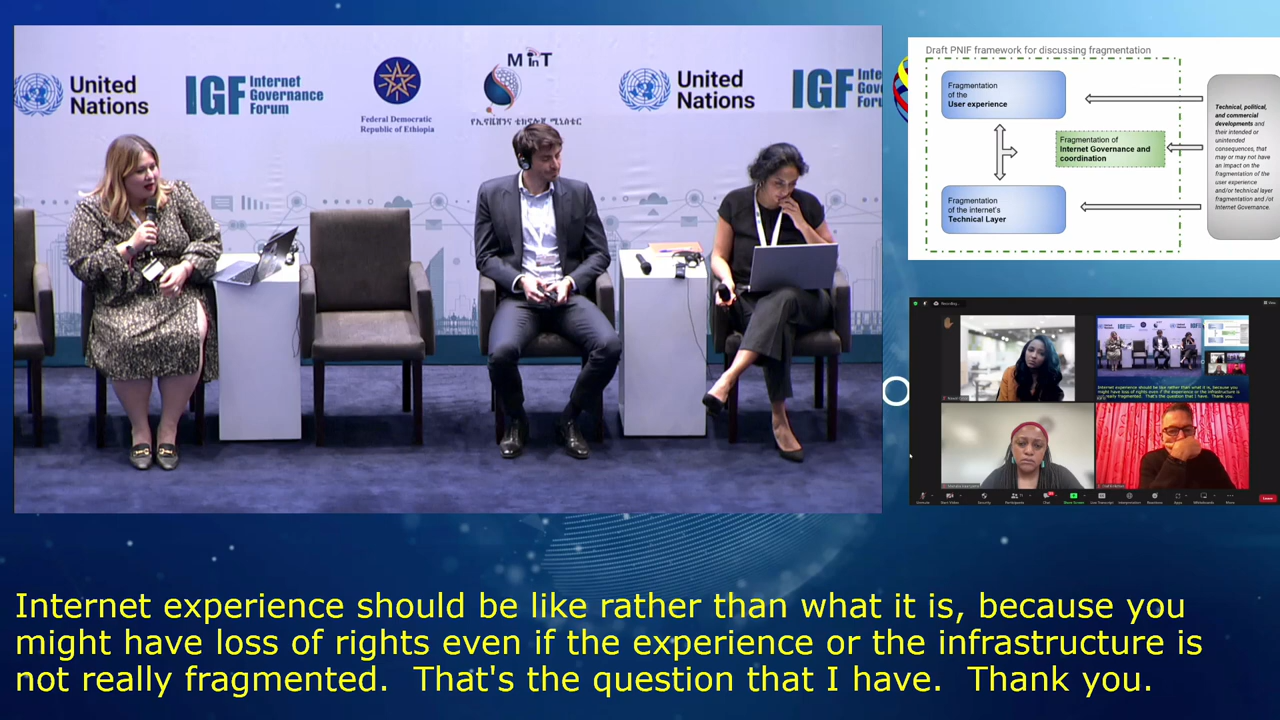 United
Nations
IGF
Internet
Governance
Forum
Federal Democratic
Republic of Ethiopia
MinT
የኢኖቬሽንና ቴክኖሎጂ ሚኒስቴር
United
Nations
IGF
Draft PNIF framework for discussing fragmentation
Fragmentation
of the
User experience
Fragmentation of
Internet Governance and
coordination
Fragmentation
of the internet's
Technical Layer
Technical, political,
and commercial
developments and
their intended or
unintended
consequences, that
may or may not have
an impact on the
fragmentation of the
user experience
and/or technical layer
fragmentation and /or
Internet Governance.
Internet experience should be like rather than what it is, because you
might have loss of rights even if the experience or the infrastructure is
not really fragmented.  That's the question that I have.  Thank you.